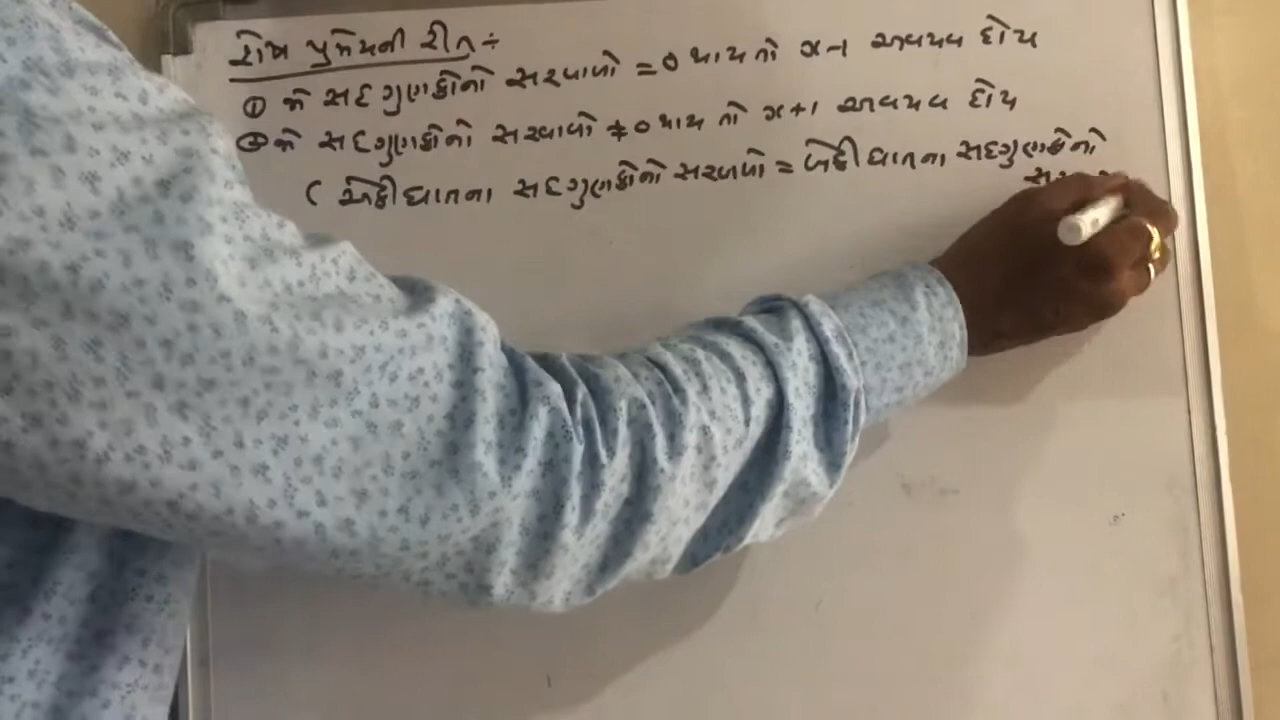 શેષ પ્રમેયની રીત ÷
① જો સહગુણકોનો સરવાળો = 0 થાય તો x-1 અવયવ હોય
② જો સહગુણકોનો સરવાળો ≠ 0 થાય તો x+1 અવયવ હોય
( એકી ઘાતના સહગુણકોનો સરવાળો = બેકી ઘાતના સહગુણકોનો